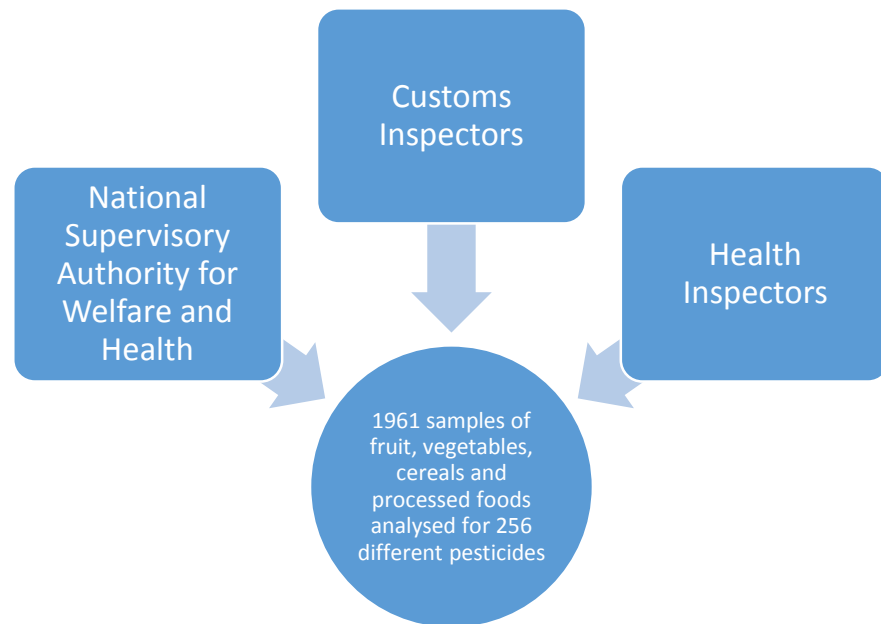 Customs
Inspectors
National
Supervisory
Authority for
Welfare and
Health
Health
Inspectors
1961 samples of
fruit, vegetables,
cereals and
processed foods
analysed for 256
different pesticides